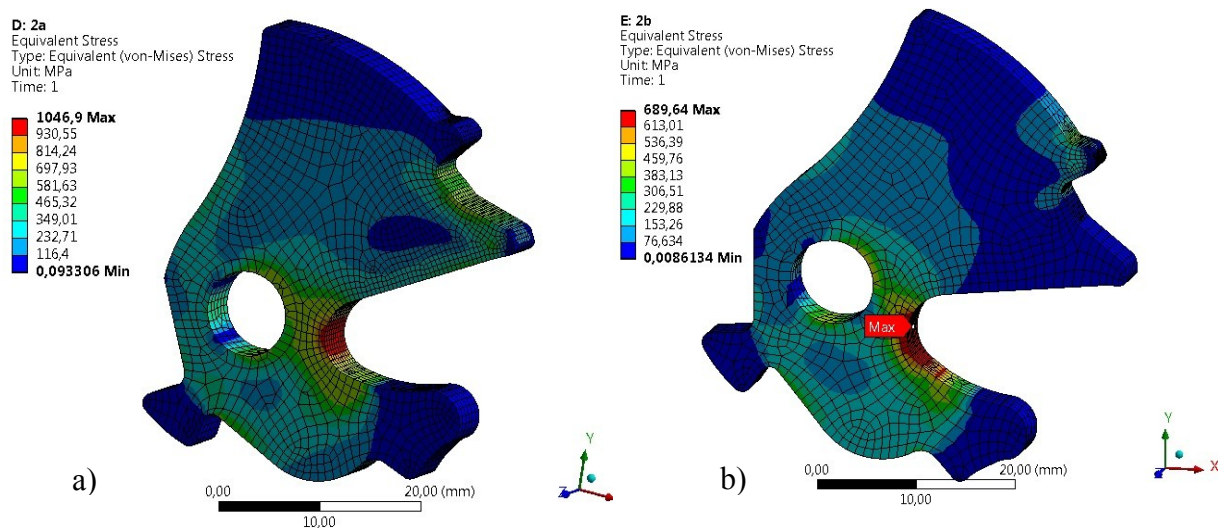 D: 2a
Equivalent Stress
Type: Equivalent (von-Mises) Stress
Unit: MPa
Time: 1
1046,9 Max
930,55
814,24
697,93
581,63
465,32
349,01
232,71
116,4
0,093306 Min
a)
0,00
20,00 (mm)
10,00
Y
Z
E: 2b
Equivalent Stress
Type: Equivalent (von-Mises) Stress
Unit: MPa
Time: 1
689,64 Max
613,01
536,39
459,76
383,13
306,51
229,88
153,26
76,634
0,0086134 Min
Max
b)
0,00
20,00 (mm)
10,00
Y
Z
X